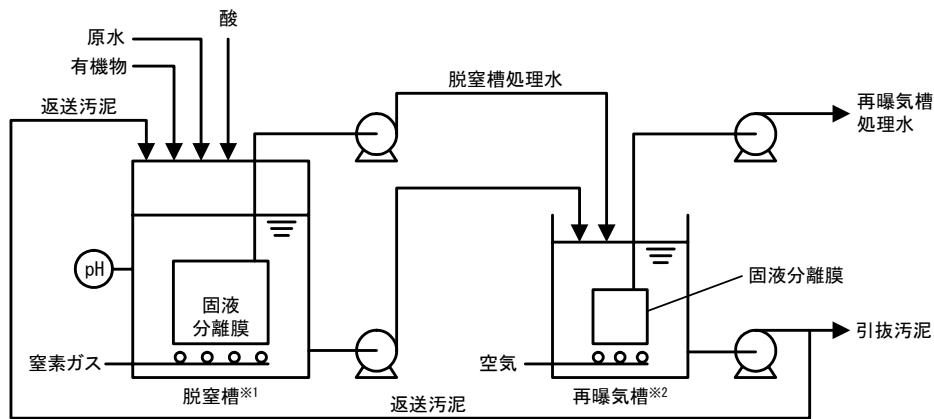 酸
原水
有機物
返送汚泥
脱窒槽処理水
再曝気槽
処理水
pH
固液
分離膜
固液分離膜
窒素ガス
空気
引抜汚泥
脱窒槽※1
再曝気槽※2
返送汚泥